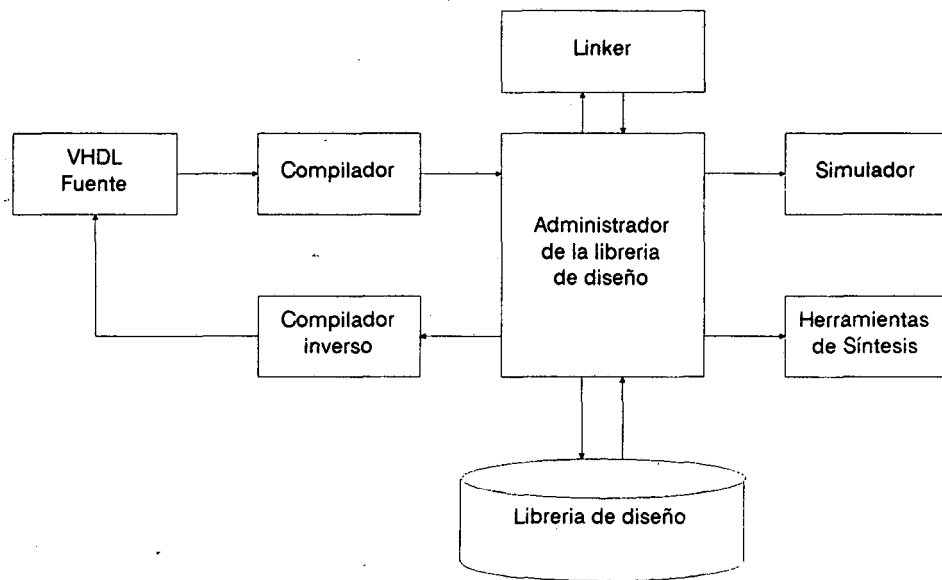 Linker
VHDL
Fuente
Compilador
Simulador
Administrador
de la libreria
de diseño
Compilador
inverso
Herramientas
de Síntesis
Libreria de diseño